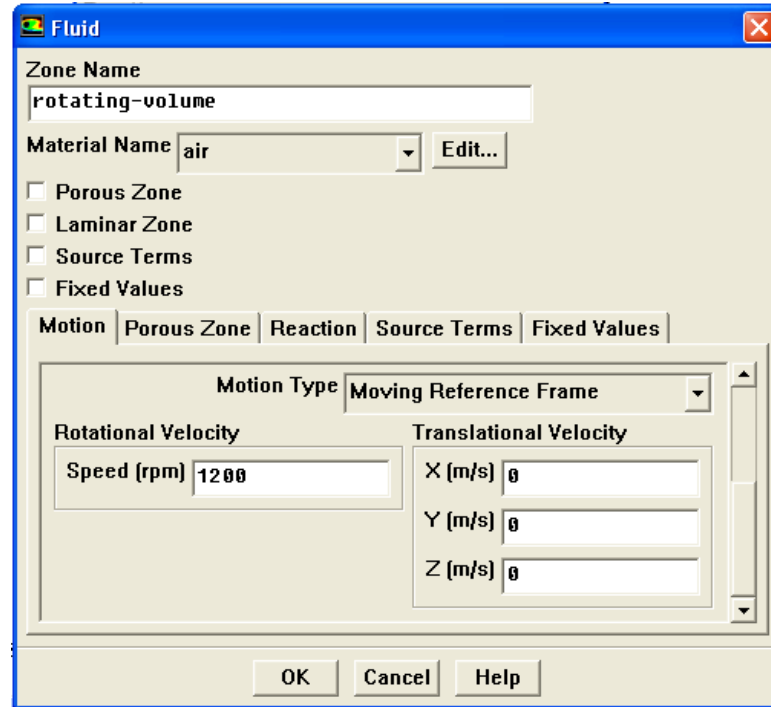 Fluid
Zone Name
rotating-volume
Material Name air Edit...
Porous Zone
Laminar Zone
Source Terms
Fixed Values
Motion Porous Zone Reaction Source Terms Fixed Values
Motion Type Moving Reference Frame
Rotational Velocity Translational Velocity
Speed (rpm) 1200 X (m/s) 0
Y (m/s) 0
Z (m/s) 0
OK Cancel Help